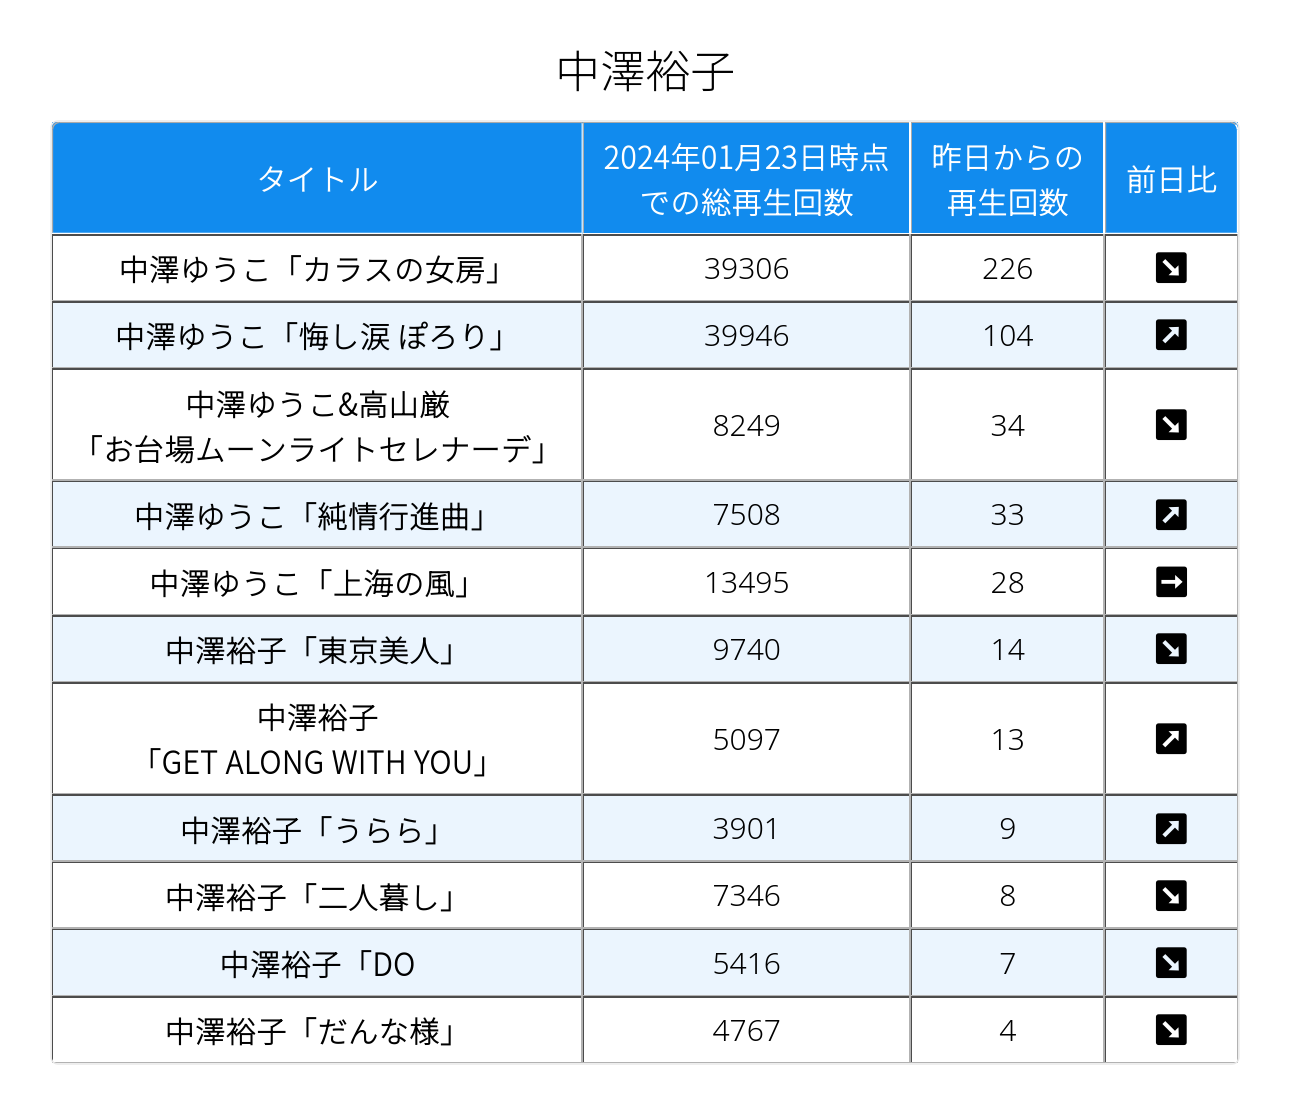 中澤裕子
タイトル
2024年01月23日時点
での総再生回数
昨日からの
再生回数
前日比
中澤ゆうこ「カラスの女房」 39306 226
中澤ゆうこ「悔し涙 ぽろり」 39946 104
中澤ゆうこ&高山厳
「お台場ムーンライトセレナーデ」 8249 34
中澤ゆうこ「純情行進曲」 7508 33
中澤ゆうこ「上海の風」 13495 28
中澤裕子「東京美人」 9740 14
中澤裕子
「GET ALONG WITH YOU」 5097 13
中澤裕子「うらら」 3901 9
中澤裕子「二人暮し」 7346 8
中澤裕子「DO 5416 7
中澤裕子「だんな様」 4767 4